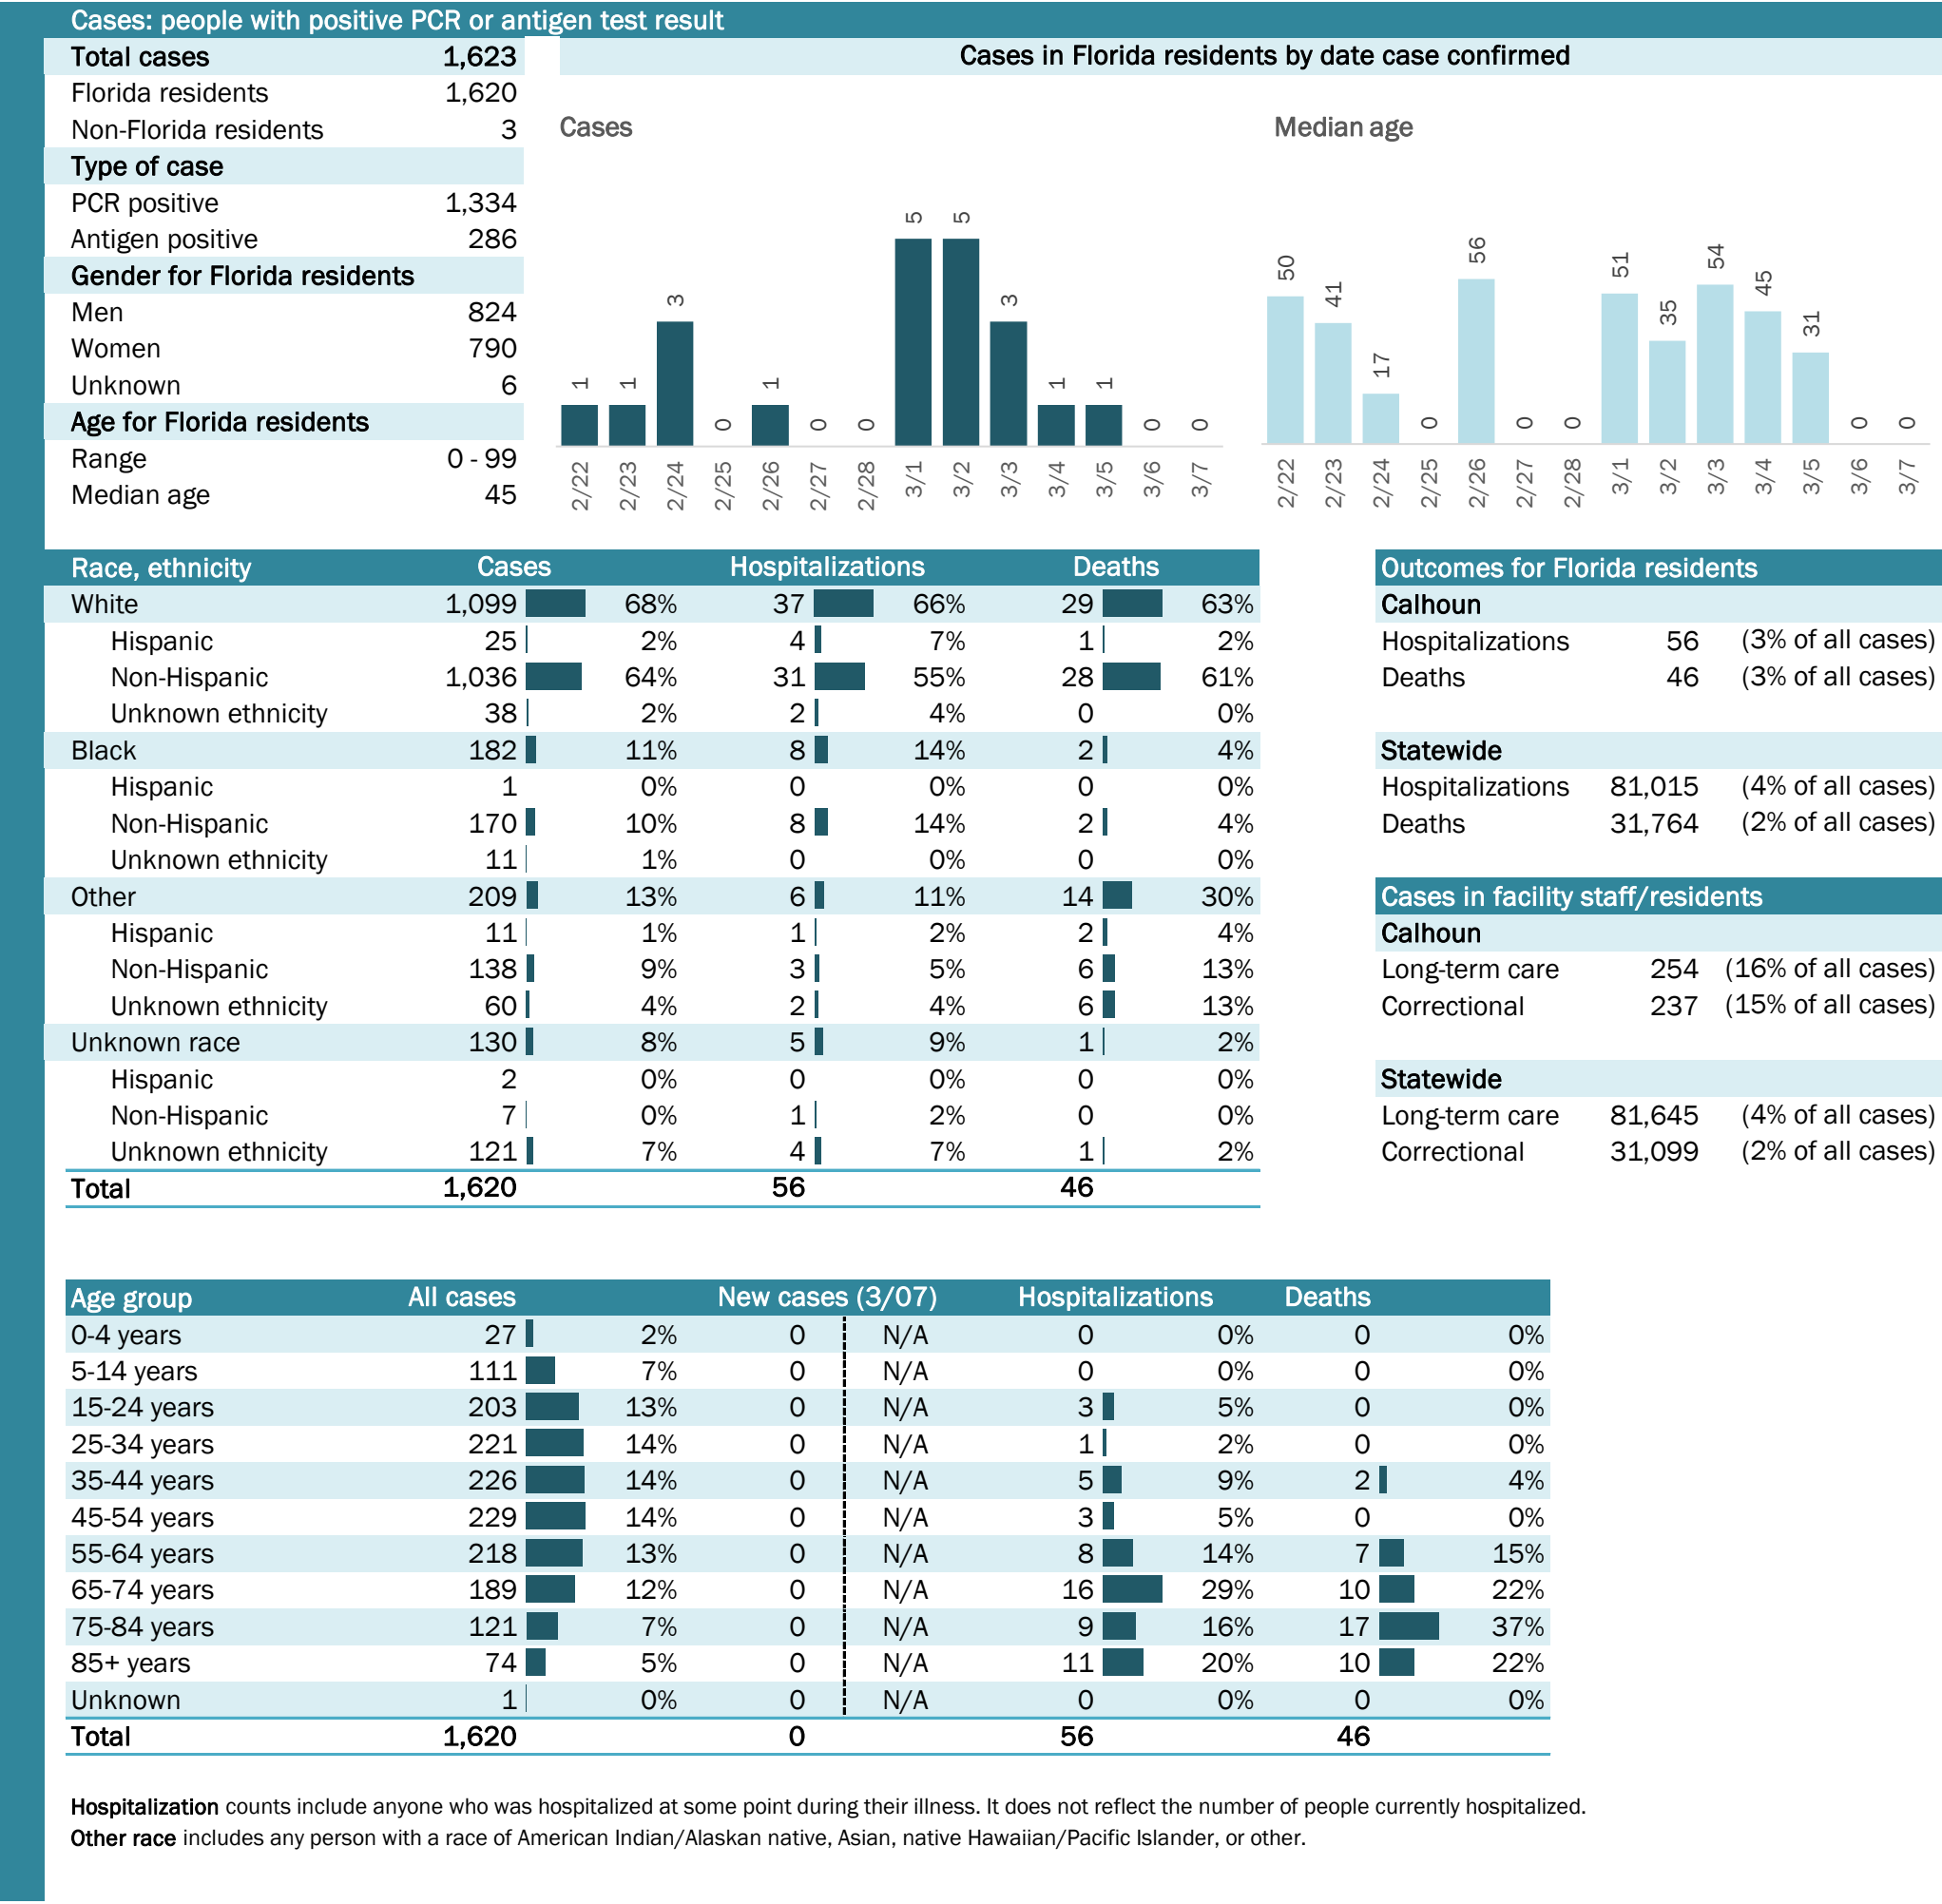 Cases: people with positive PCR or antigen test result
Total cases 1,623
Florida residents 1,620
Non-Florida residents 3
Type of case
PCR positive 1,334
Antigen positive 286
Gender for Florida residents
Men 824
Women 790
Unknown 6
Age for Florida residents
Range 0 - 99
Median age 45
Cases in Florida residents by date case confirmed
Cases
1 1 3 0 1 0 0 5 5 3 1 1 0 0
2/22 2/23 2/24 2/25 2/26 2/27 2/28 3/1 3/2 3/3 3/4 3/5 3/6 3/7
Median age
50 41 17 0 56 0 0 51 35 54 45 31 0 0
2/22 2/23 2/24 2/25 2/26 2/27 2/28 3/1 3/2 3/3 3/4 3/5 3/6 3/7
Race, ethnicity Cases Hospitalizations Deaths
White 1,099 68% 37 66% 29 63%
Hispanic 25 2% 4 7% 1 2%
Non-Hispanic 1,036 64% 31 55% 28 61%
Unknown ethnicity 38 2% 2 4% 0 0%
Black 182 11% 8 14% 2 4%
Hispanic 1 0% 0 0% 0 0%
Non-Hispanic 170 10% 8 14% 2 4%
Unknown ethnicity 11 1% 0 0% 0 0%
Other 209 13% 6 11% 14 30%
Hispanic 11 1% 1 2% 2 4%
Non-Hispanic 138 9% 3 5% 6 13%
Unknown ethnicity 60 4% 2 4% 6 13%
Unknown race 130 8% 5 9% 1 2%
Hispanic 2 0% 0 0% 0 0%
Non-Hispanic 7 0% 1 2% 0 0%
Unknown ethnicity 121 7% 4 7% 1 2%
Total 1,620 56 46
Outcomes for Florida residents
Calhoun
Hospitalizations 56 (3% of all cases)
Deaths 46 (3% of all cases)
Statewide
Hospitalizations 81,015 (4% of all cases)
Deaths 31,764 (2% of all cases)
Cases in facility staff/residents
Calhoun
Long-term care 254 (16% of all cases)
Correctional 237 (15% of all cases)
Statewide
Long-term care 81,645 (4% of all cases)
Correctional 31,099 (2% of all cases)
Age group All cases New cases (3/07) Hospitalizations Deaths
0-4 years 27 2% 0 N/A 0 0% 0 0%
5-14 years 111 7% 0 N/A 0 0% 0 0%
15-24 years 203 13% 0 N/A 3 5% 0 0%
25-34 years 221 14% 0 N/A 1 2% 0 0%
35-44 years 226 14% 0 N/A 5 9% 2 4%
45-54 years 229 14% 0 N/A 3 5% 0 0%
55-64 years 218 13% 0 N/A 8 14% 7 15%
65-74 years 189 12% 0 N/A 16 29% 10 22%
75-84 years 121 7% 0 N/A 9 16% 17 37%
85+ years 74 5% 0 N/A 11 20% 10 22%
Unknown 1 0% 0 N/A 0 0% 0 0%
Total 1,620 0 56 46
Hospitalization counts include anyone who was hospitalized at some point during their illness. It does not reflect the number of people currently hospitalized.
Other race includes any person with a race of American Indian/Alaskan native, Asian, native Hawaiian/Pacific Islander, or other.